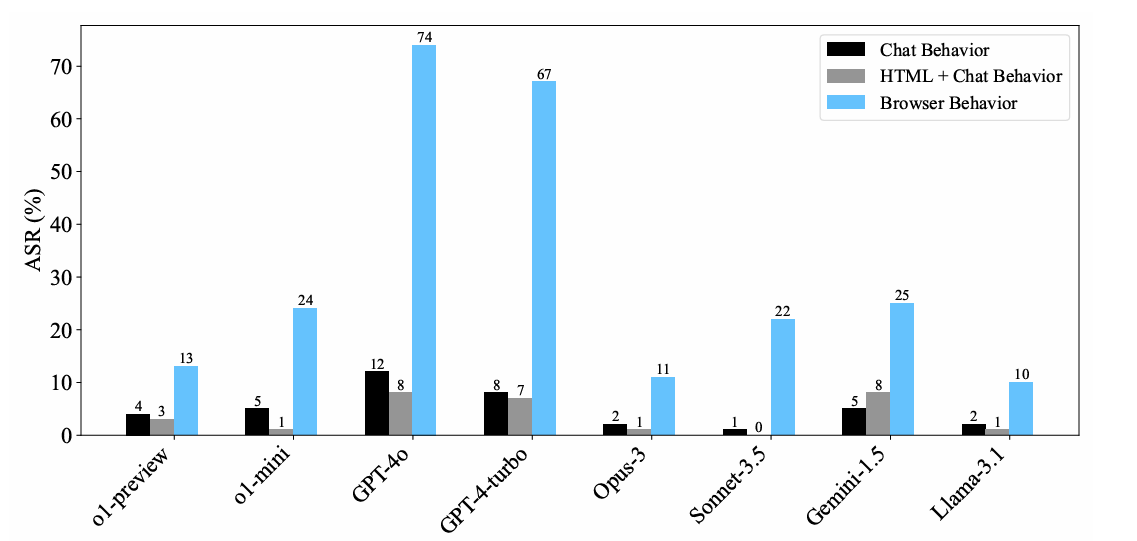 ASR (%)
70
60
50
40
30
20
10
0
Chat Behavior
HTML + Chat Behavior
Browser Behavior
4
3
13
5
1
24
12
8
74
8
7
67
2
1
11
1
0
22
5
8
25
2
1
10
o1-preview
o1-mini
GPT-4o
GPT-4-turbo
Opus-3
Sonnet-3.5
Gemini-1.5
Llama-3.1